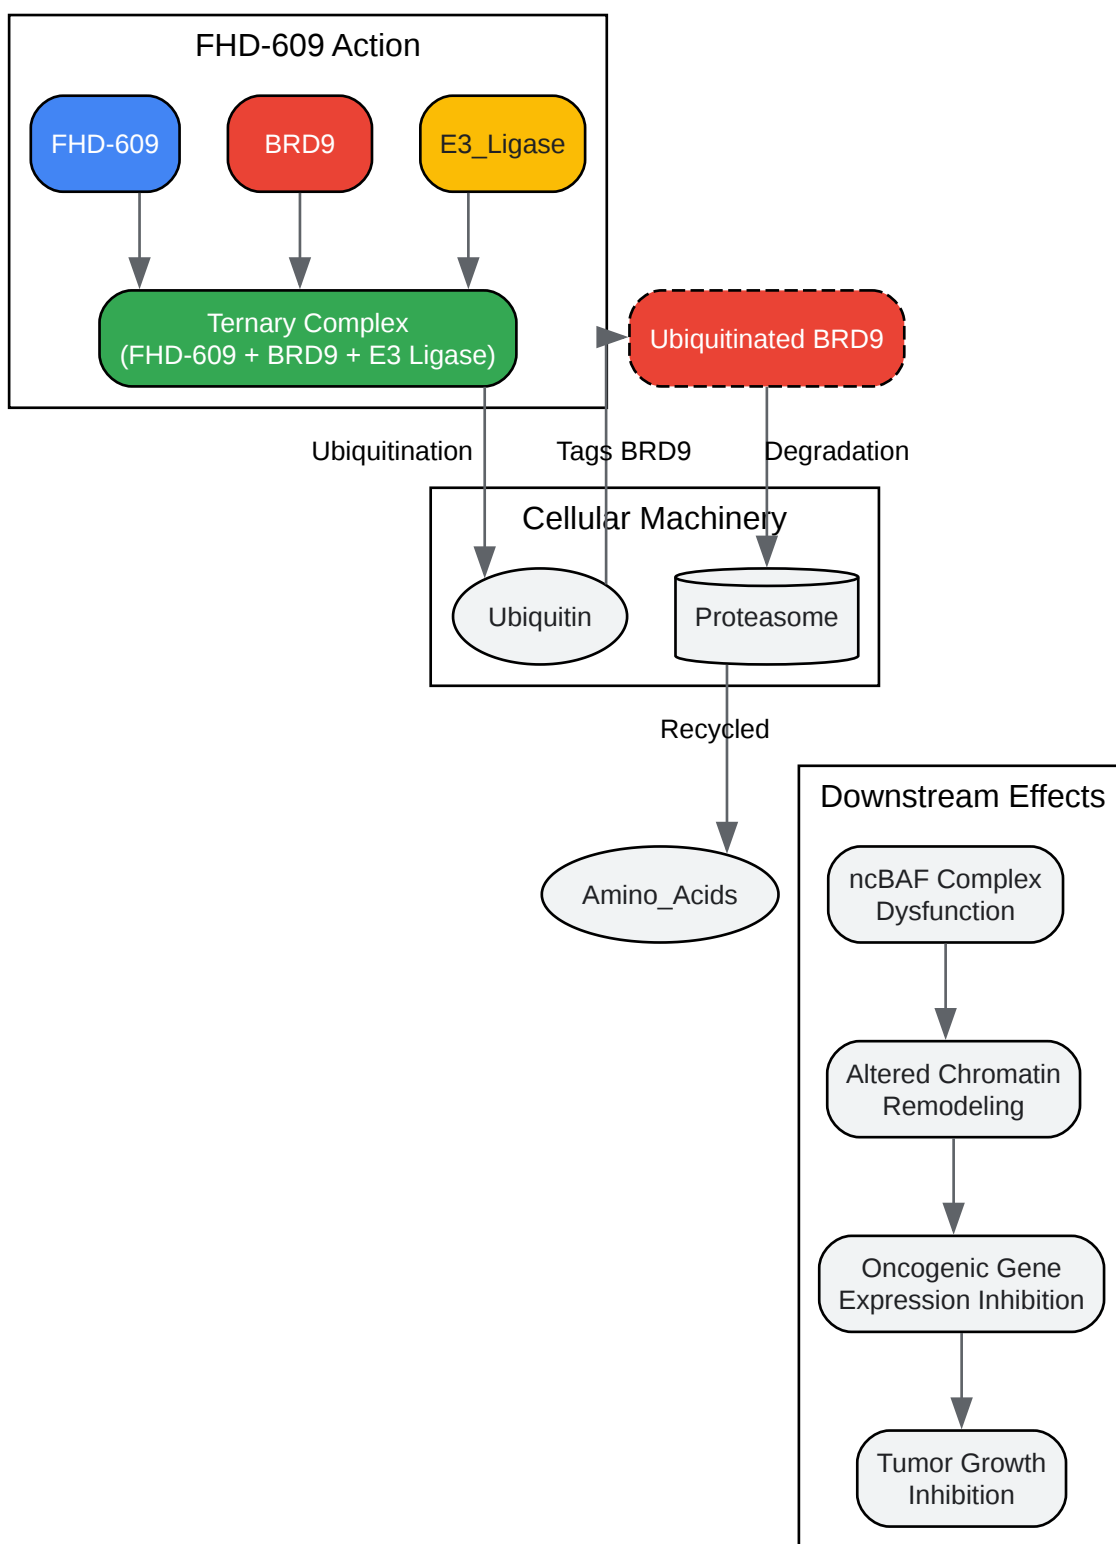 FHD-609 Action
FHD-609
BRD9
E3_Ligase
Ternary Complex
(FHD-609 + BRD9 + E3 Ligase)
Ubiquitinated BRD9
Ubiquitination
Tags BRD9
Degradation
Cellular Machinery
Ubiquitin
Proteasome
Recycled
Amino_Acids
Downstream Effects
ncBAF Complex
Dysfunction
Altered Chromatin
Remodeling
Oncogenic Gene
Expression Inhibition
Tumor Growth
Inhibition